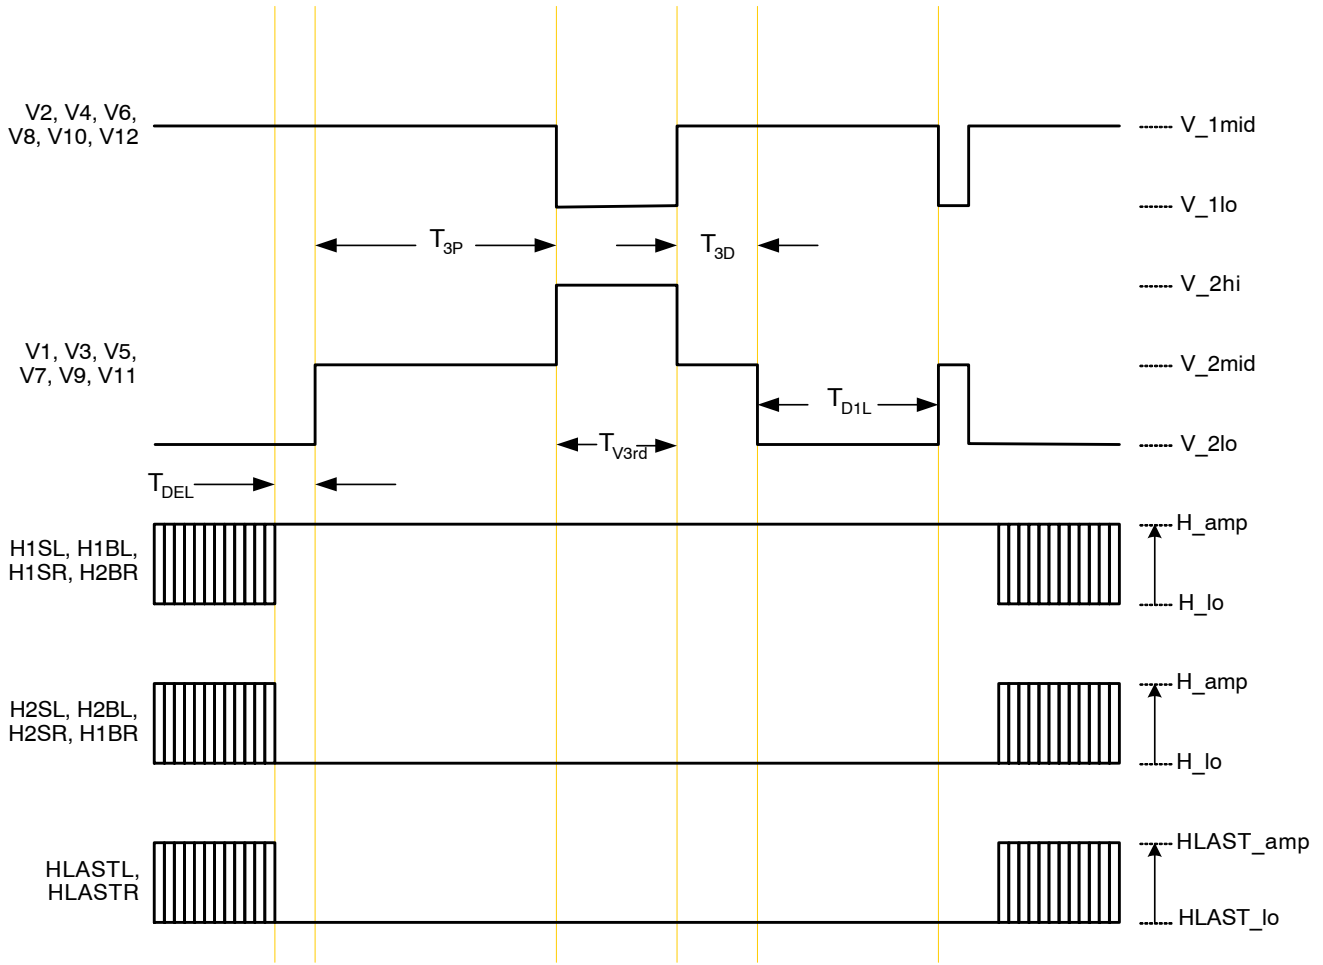 V2, V4, V6,
V8, V10, V12
V_1mid
V_1lo
T3P
T3D
V_2hi
V1, V3, V5,
V7, V9, V11
V_2mid
TD1L
TV3rd
V_2lo
TDEL
H_amp
H1SL, H1BL,
H1SR, H2BR
H_lo
H_amp
H2SL, H2BL,
H2SR, H1BR
H_lo
HLAST_amp
HLASTL,
HLASTR
HLAST_lo